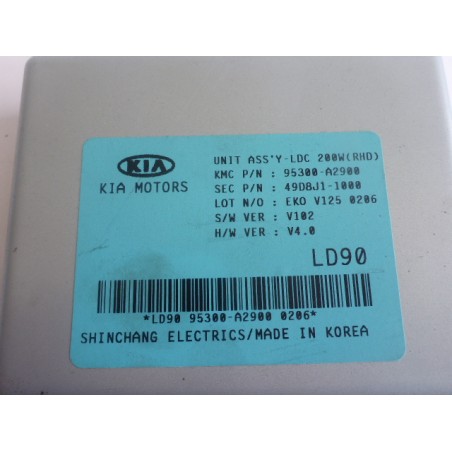 KIA
KIA MOTORS
UNIT ASS'Y-LDC 200W(RHD)
KMC P/N : 95300-A2900
SEC P/N : 49D8J1-1000
LOT N/O : EKO V125 0206
S/W VER : V102
H/W VER : V4.0
LD90
*LD90 95300-A2900 0206*
SHINCHANG ELECTRICS/MADE IN KOREA